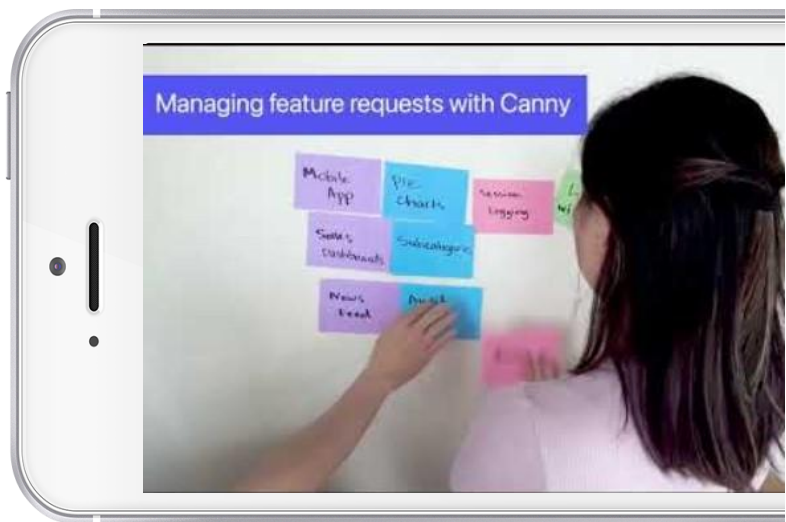 Managing feature requests with Canny
Mobile
App
Pie
Charts
Session
Logging
Sales
Dashboards
Subcategories
News
Feed